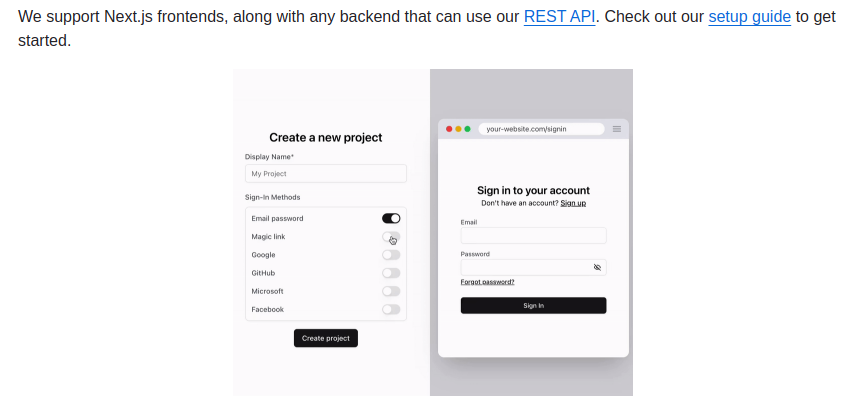 We support Next.js frontends, along with any backend that can use our REST API. Check out our setup guide to get
started.
Create a new project
Display Name*
My Project
Sign-In Methods
Email password
Magic link
Google
GitHub
Microsoft
Facebook
Create project
your-website.com/signin
Sign in to your account
Don't have an account? Sign up
Email
Password
Forgot password?
Sign In